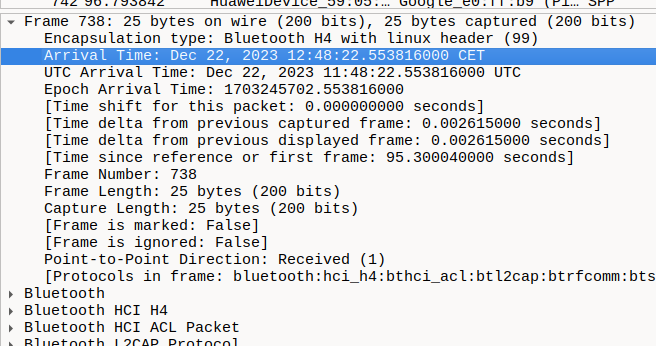 742 96.793842 HuaweiDevice_59:05:… Google_e0:ff:b9 (Pi… SPP
Frame 738: 25 bytes on wire (200 bits), 25 bytes captured (200 bits)
Encapsulation type: Bluetooth H4 with linux header (99)
Arrival Time: Dec 22, 2023 12:48:22.553816000 CET
UTC Arrival Time: Dec 22, 2023 11:48:22.553816000 UTC
Epoch Arrival Time: 1703245702.553816000
[Time shift for this packet: 0.000000000 seconds]
[Time delta from previous captured frame: 0.002615000 seconds]
[Time delta from previous displayed frame: 0.002615000 seconds]
[Time since reference or first frame: 95.300040000 seconds]
Frame Number: 738
Frame Length: 25 bytes (200 bits)
Capture Length: 25 bytes (200 bits)
[Frame is marked: False]
[Frame is ignored: False]
Point-to-Point Direction: Received (1)
[Protocols in frame: bluetooth:hci_h4:bthci_acl:btl2cap:btrfcomm:bts
Bluetooth
Bluetooth HCI H4
Bluetooth HCI ACL Packet
Bluetooth L2CAP Protocol